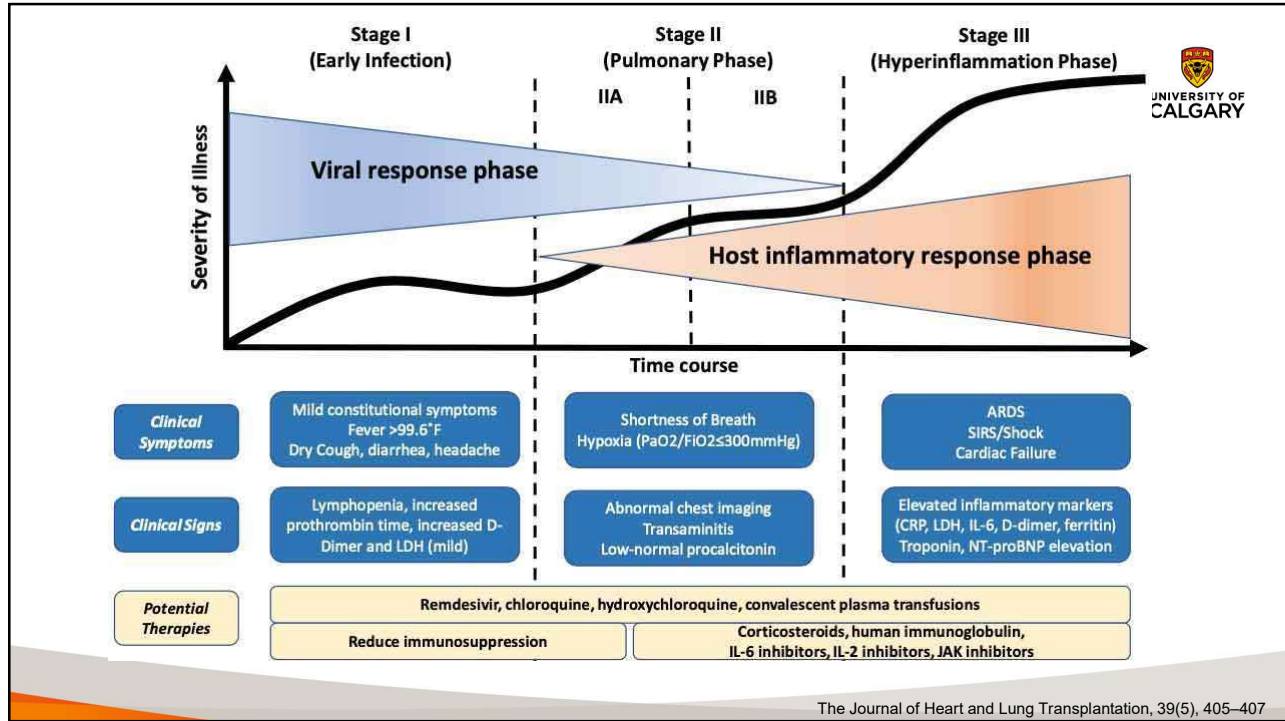 Stage I
(Early Infection)
Stage II
(Pulmonary Phase)
Stage III
(Hyperinflammation Phase)
IIA
IIB
UNIVERSITY OF
CALGARY
Severity of Illness
Viral response phase
Host inflammatory response phase
Time course
Clinical
Symptoms
Mild constitutional symptoms
Fever >99.6°F
Dry Cough, diarrhea, headache
Shortness of Breath
Hypoxia (PaO2/FiO2≤300mmHg)
ARDS
SIRS/Shock
Cardiac Failure
Clinical Signs
Lymphopenia, increased
prothrombin time, increased D-
Dimer and LDH (mild)
Abnormal chest imaging
Transaminitis
Low-normal procalcitonin
Elevated inflammatory markers
(CRP, LDH, IL-6, D-dimer, ferritin)
Troponin, NT-proBNP elevation
Potential
Therapies
Remdesivir, chloroquine, hydroxychloroquine, convalescent plasma transfusions
Reduce immunosuppression
Corticosteroids, human immunoglobulin,
IL-6 inhibitors, IL-2 inhibitors, JAK inhibitors
The Journal of Heart and Lung Transplantation, 39(5), 405–407